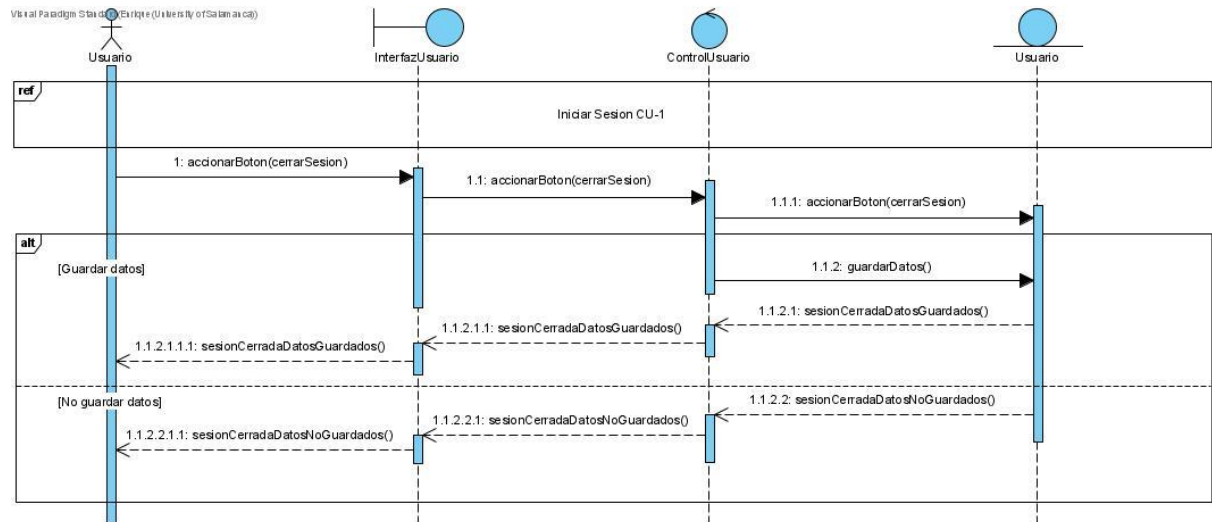 Visual Paradigm Standard(Enrique(University of Salamanca))
Usuario
InterfazUsuario
ControlUsuario
Usuario
ref
Iniciar Sesion CU-1
1: accionarBoton(cerrarSesion)
1.1: accionarBoton(cerrarSesion)
1.1.1: accionarBoton(cerrarSesion)
alt
[Guardar datos]
1.1.2: guardarDatos()
1.1.2.1: sesionCerradaDatosGuardados()
1.1.2.1.1: sesionCerradaDatosGuardados()
1.1.2.1.1.1: sesionCerradaDatosGuardados()
[No guardar datos]
1.1.2.2: sesionCerradaDatosNoGuardados()
1.1.2.2.1: sesionCerradaDatosNoGuardados()
1.1.2.2.1.1: sesionCerradaDatosNoGuardados()